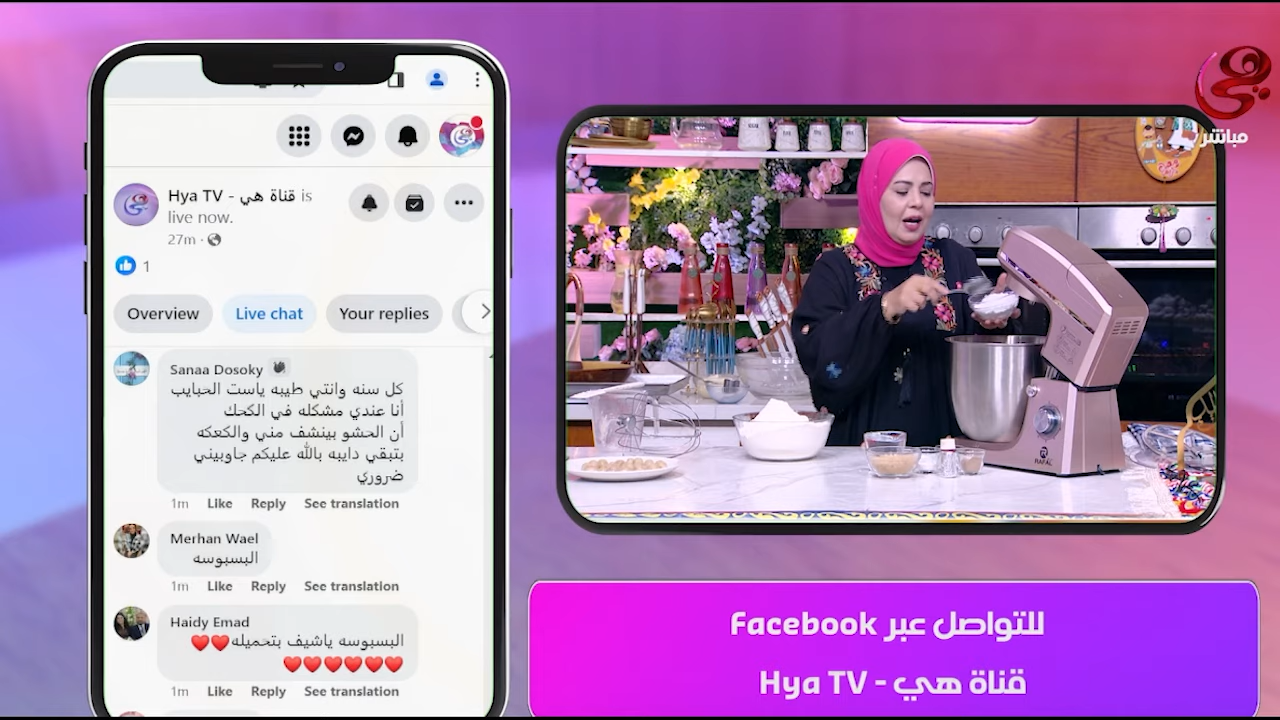 Hya TV - قناة هي is
live now.
27m
1
Overview
Live chat
Your replies
Sanaa Dosoky
كل سنه وانتي طيبه ياست الحبايب
أنا عندي مشكله في الكحك
أن الحشو بينشف مني والكعكه
بتبقي دايبه بالله عليكم جاوبيني
ضروري
1m Like Reply See translation
Merhan Wael
البسبوسه
1m Like Reply See translation
Haidy Emad
البسبوسه ياشيف بتحميله❤️❤️
❤️❤️❤️❤️❤️❤️
1m Like Reply See translation
هي
مباشر
RAFAL
للتواصل عبر Facebook
Hya TV - قناة هي